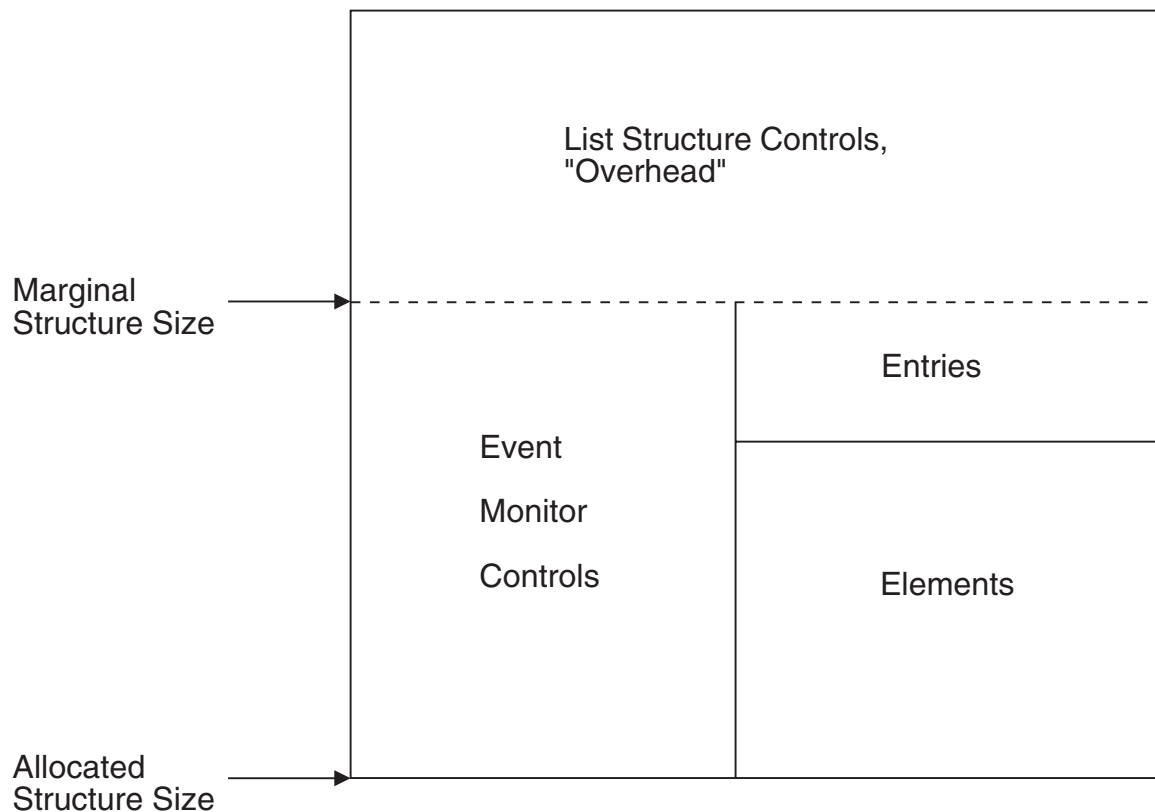 List Structure Controls,
"Overhead"
Marginal
Structure Size
Entries
Event
Monitor
Controls
Elements
Allocated
Structure Size